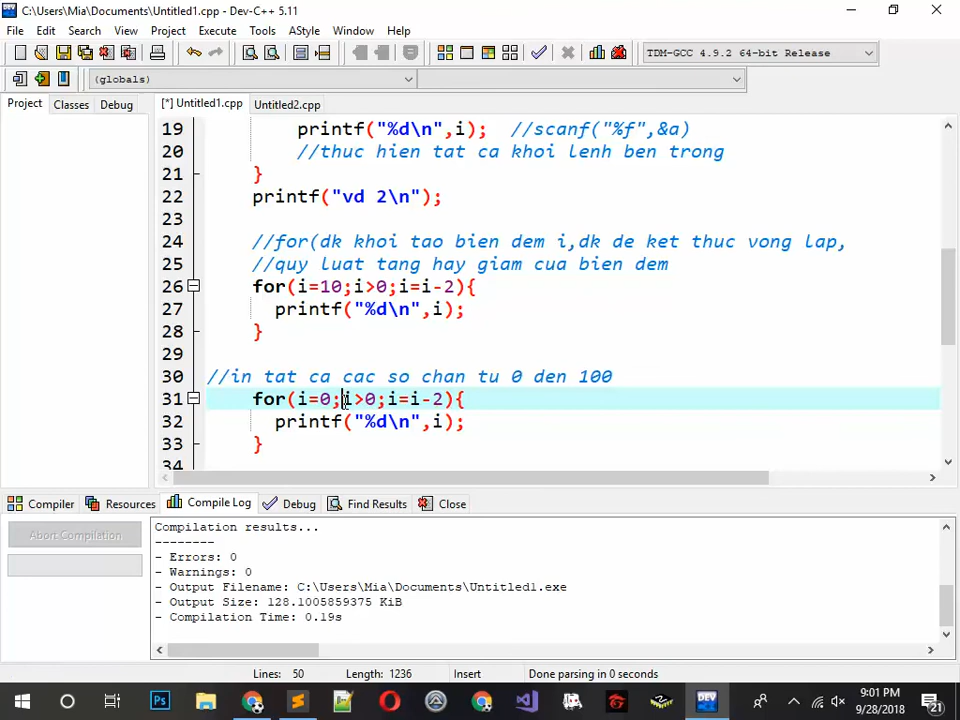 C:\Users\Mia\Documents\Untitled1.cpp - Dev-C++ 5.11
File Edit Search View Project Execute Tools AStyle Window Help
TDM-GCC 4.9.2 64-bit Release
(globals)
Project Classes Debug [*] Untitled1.cpp Untitled2.cpp
19 printf("%d\n",i); //scanf("%f",&a)
20 //thuc hien tat ca khoi lenh ben trong
21 }
22 printf("vd 2\n");
23
24 //for(dk khoi tao bien dem i,dk de ket thuc vong lap,
25 //quy luat tang hay giam cua bien dem
26 for(i=10;i>0;i=i-2){
27 printf("%d\n",i);
28 }
29
30 //in tat ca cac so chan tu 0 den 100
31 for(i=0;i>0;i=i-2){
32 printf("%d\n",i);
33 }
34
Compiler Resources Compile Log Debug Find Results Close
Abort Compilation
Compilation results...
--------
- Errors: 0
- Warnings: 0
- Output Filename: C:\Users\Mia\Documents\Untitled1.exe
- Output Size: 128.1005859375 KiB
- Compilation Time: 0.19s
Lines: 50 Length: 1236 Insert Done parsing in 0 seconds
Ps
DEV
9:01 PM
9/28/2018
21